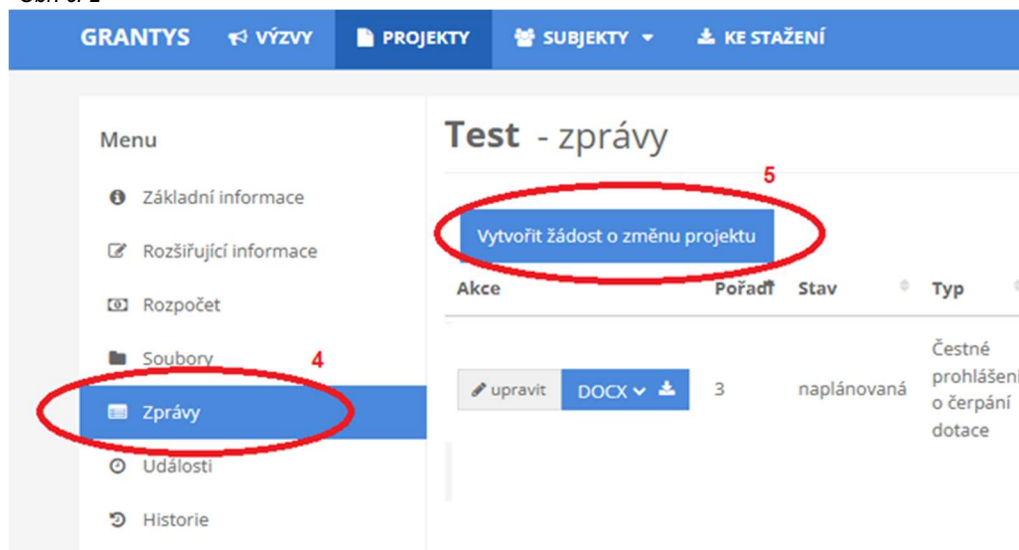 GRANTYS VÝZVY PROJEKTY SUBJEKTY KE STAŽENÍ
Menu
Základní informace
Rozšiřující informace
Rozpočet
Soubory
4
Zprávy
Události
Historie
Test - zprávy
5
Vytvořit žádost o změnu projektu
Akce Pořadí Stav Typ
upravit DOCX 3 naplánovaná
Čestné
prohlášení
o čerpání
dotace